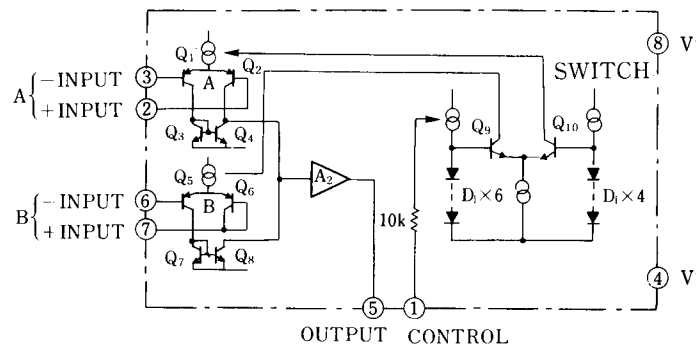 Q₁ Q₂ ⑧ V
A { −INPUT ③ A SWITCH
+INPUT ②
Q₃ Q₄ Q₉ Q₁₀
Q₅ Q₆ A₂
B { −INPUT ⑥ B Di×6 Di×4
+INPUT ⑦ 10k
Q₇ Q₈
④ V
⑤ ①
OUTPUT CONTROL